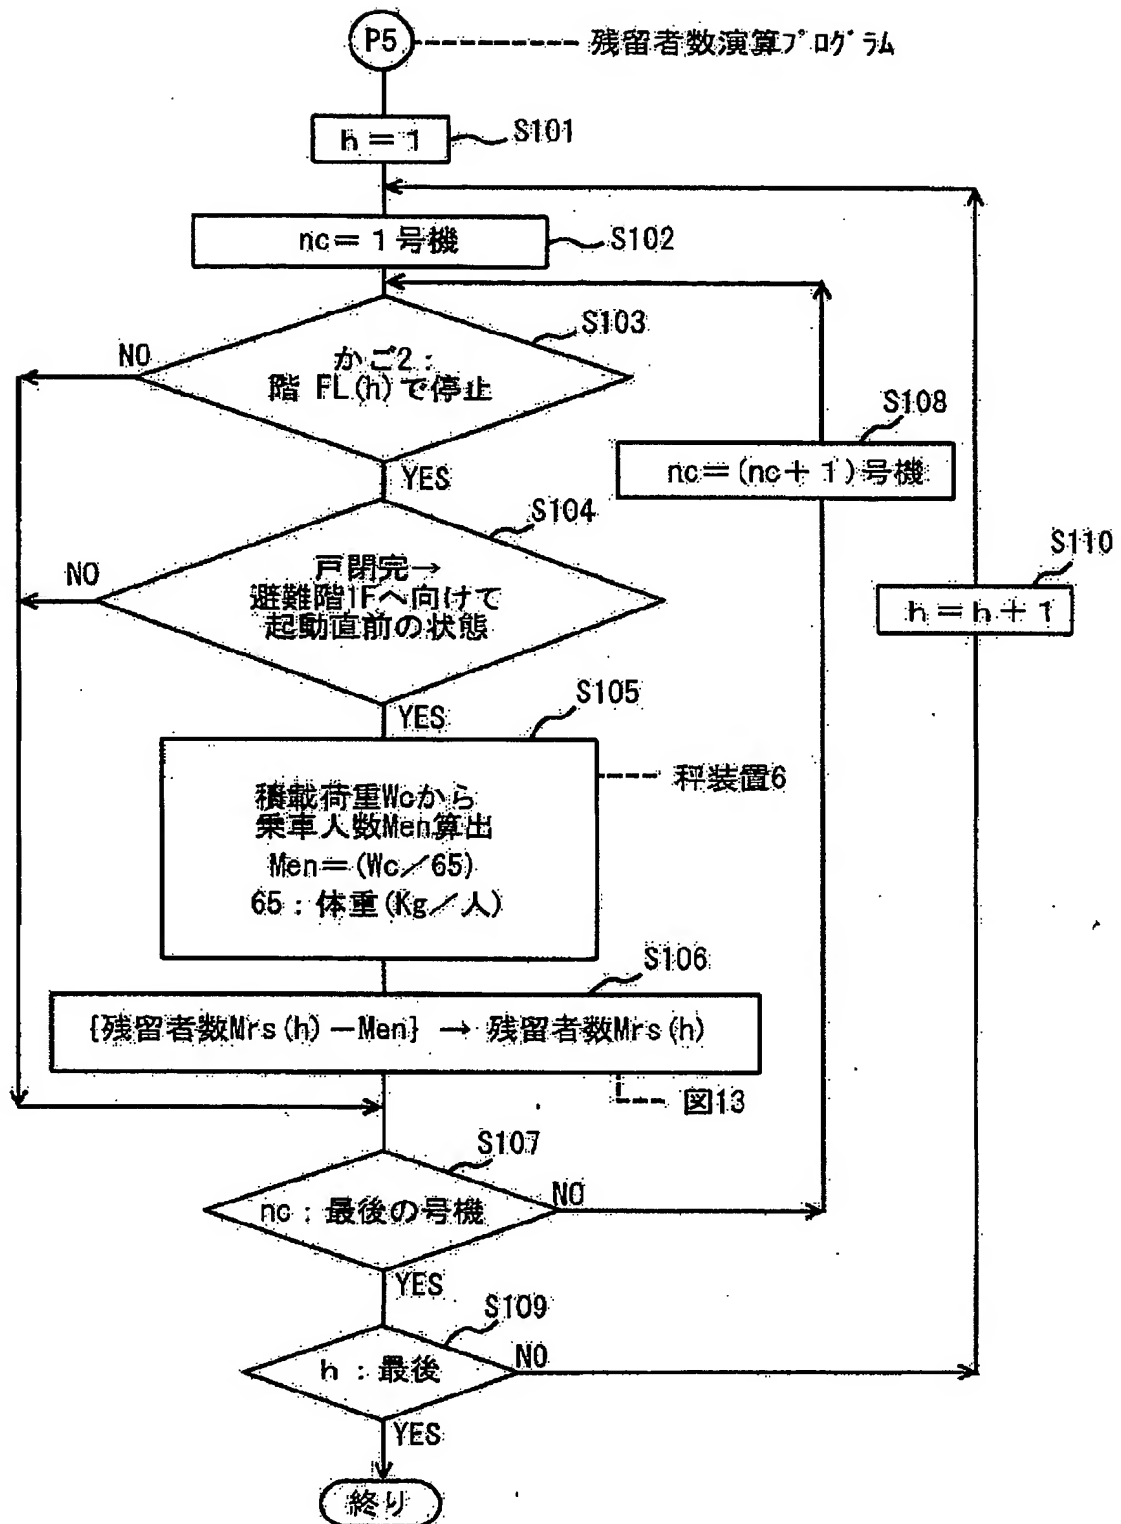 P5
残留者数演算ﾌﾟﾛｸﾞﾗﾑ
h=1
S101
nc=1号機
S102
S103
NO
かご2:
階 FL(h)で停止
S108
YES
nc=(nc+1)号機
S104
S110
NO
戸閉完→
避難階1Fへ向けて
起動直前の状態
h=h+1
S105
YES
秤装置6
積載荷重Wcから
乗車人数Men算出
Men=(Wc/65)
65:体重(Kg/人)
S106
{残留者数Mrs(h)-Men} → 残留者数Mrs(h)
図13
S107
nc:最後の号機
NO
YES
S109
h:最後
NO
YES
終り